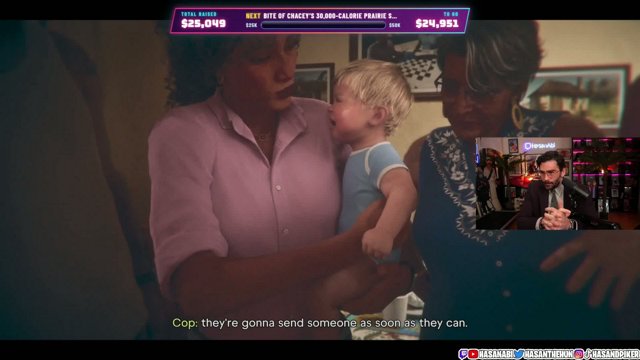 TOTAL RAISED
$25,049
NEXT BITE OF CHACEY'S 30,000-CALORIE PRAIRIE S...
$25K
$50K
TO GO
$24,951
Cop: they're gonna send someone as soon as they can.
HASANABI
HASANTHEHUN
HASANDPIKER